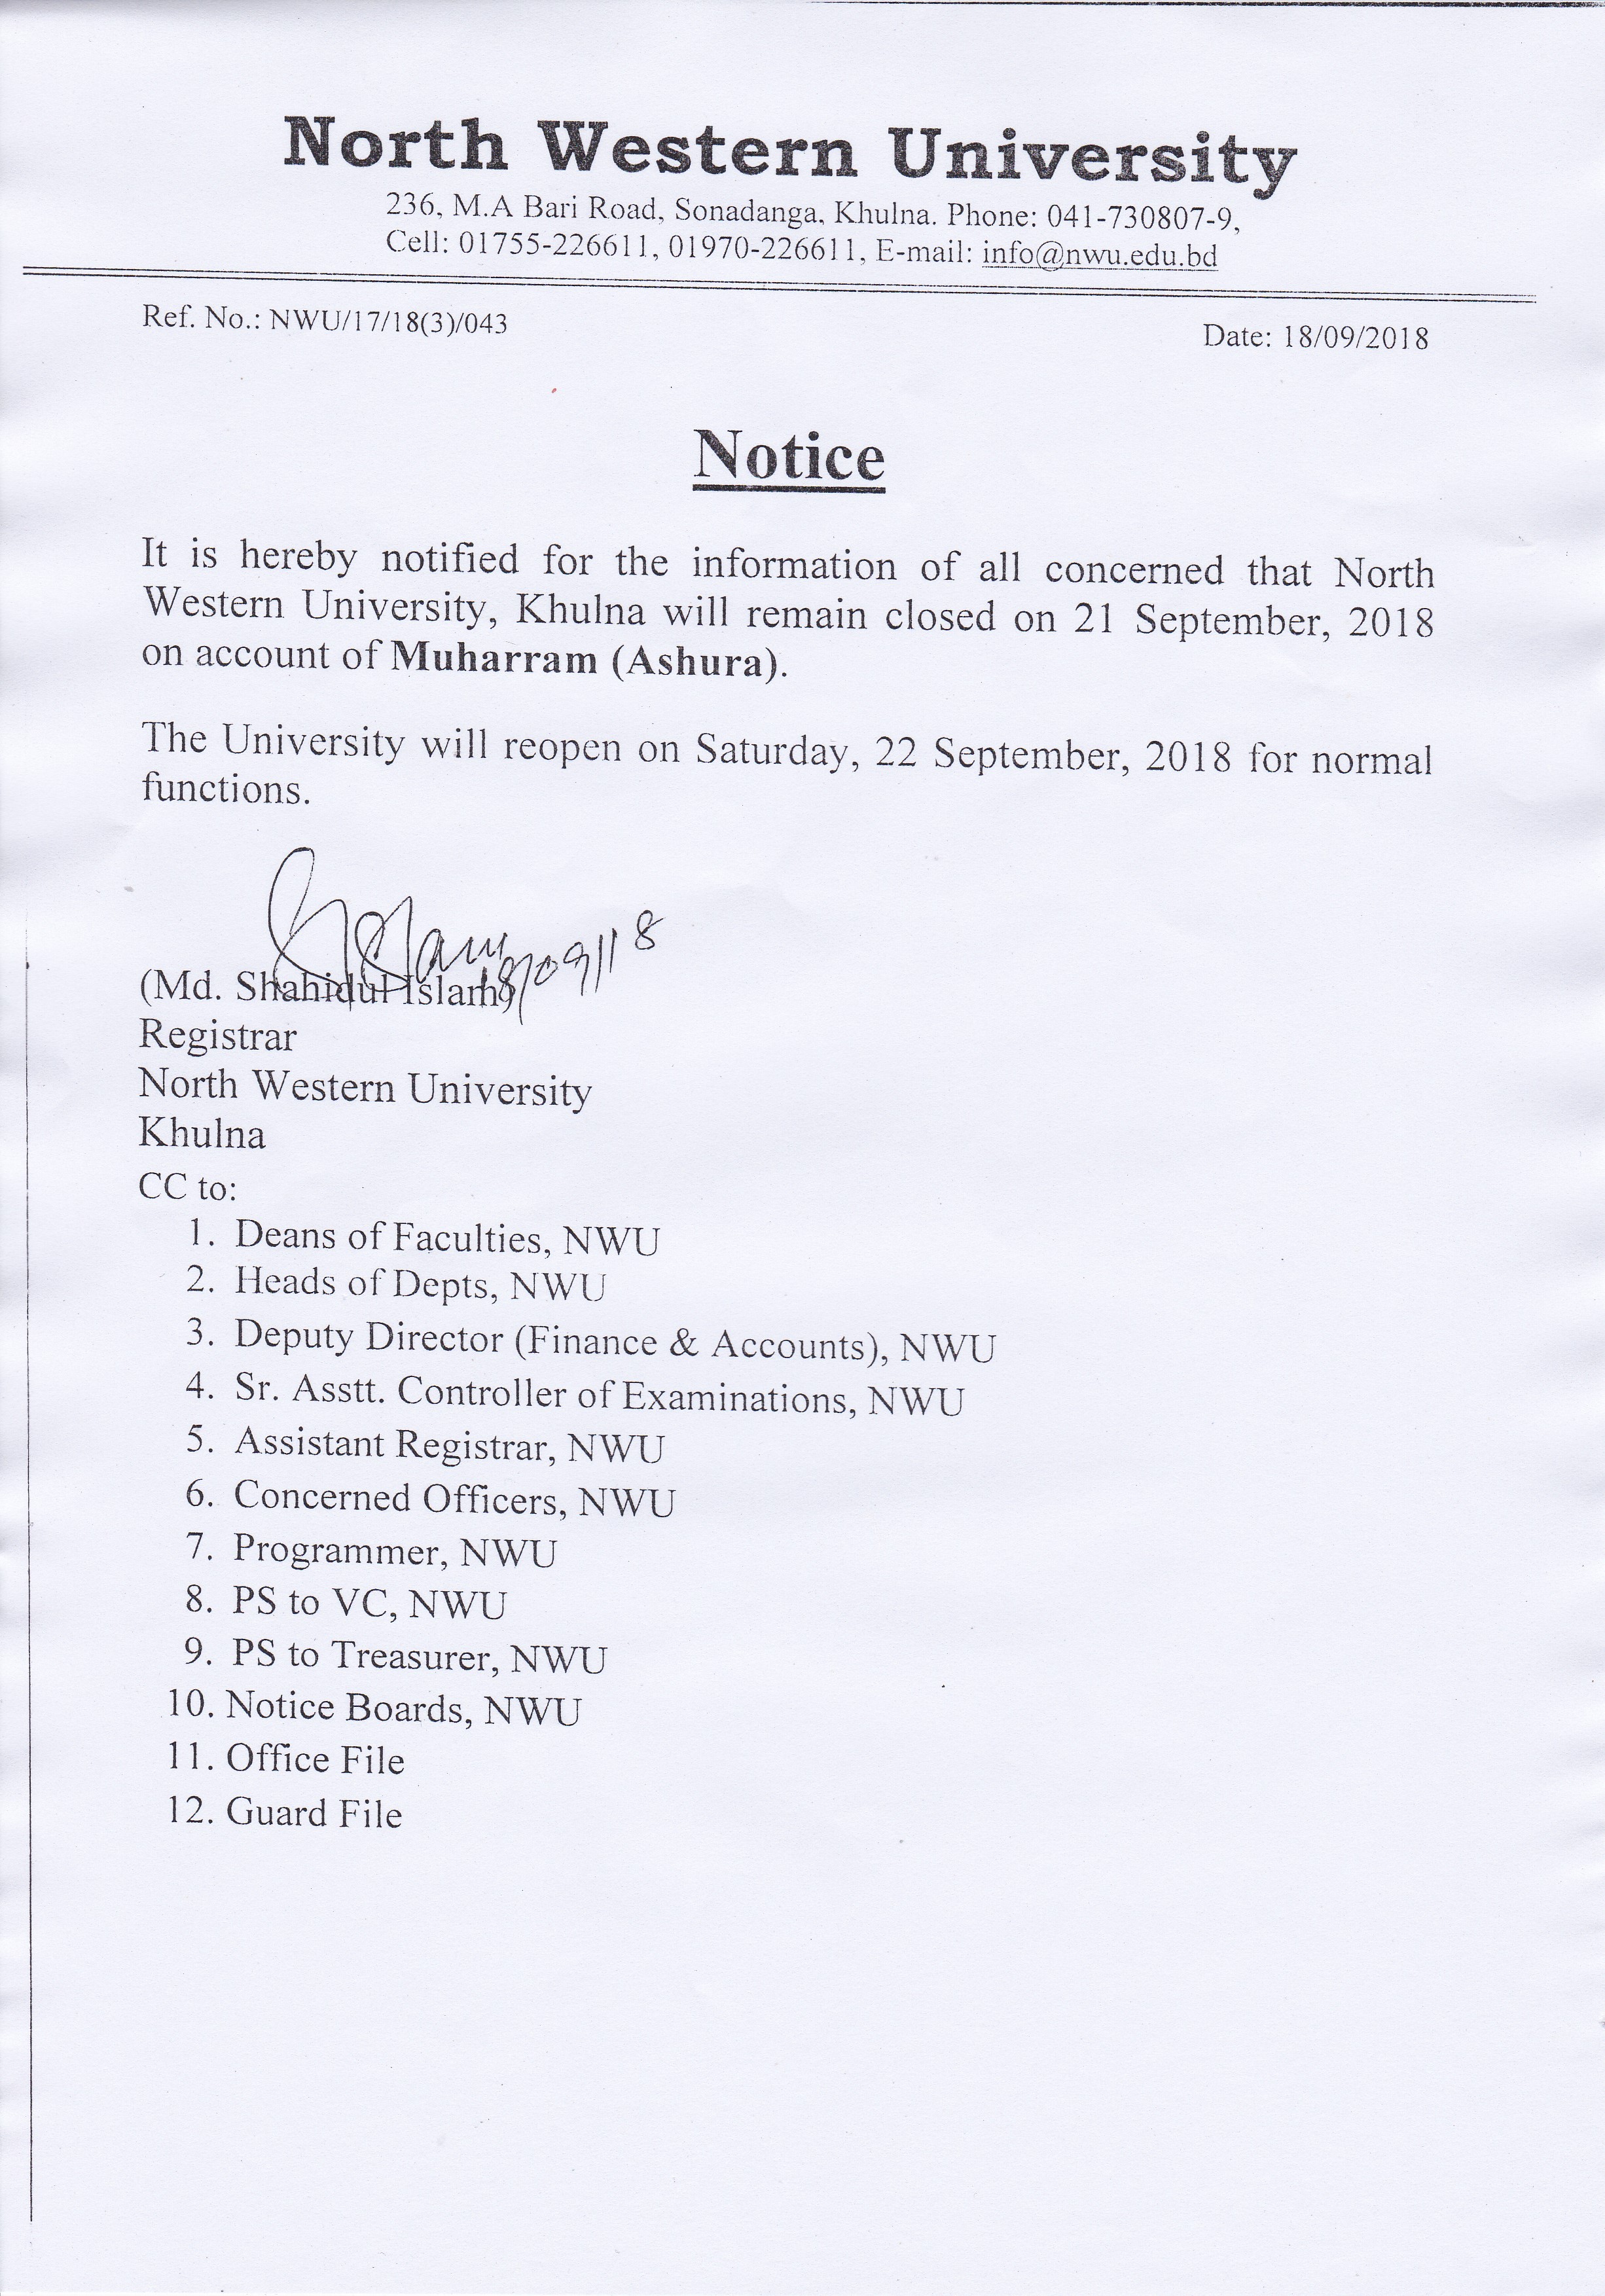 North Western University
236, M.A Bari Road, Sonadanga, Khulna. Phone: 041-730807-9,
Cell: 01755-226611, 01970-226611, E-mail: info@nwu.edu.bd
Ref. No.: NWU/17/18(3)/043
Date: 18/09/2018
Notice
It is hereby notified for the information of all concerned that North
Western University, Khulna will remain closed on 21 September, 2018
on account of Muharram (Ashura).
The University will reopen on Saturday, 22 September, 2018 for normal
functions.
18/09/18
(Md. Shahidul Islam)
Registrar
North Western University
Khulna
CC to:
1. Deans of Faculties, NWU
2. Heads of Depts, NWU
3. Deputy Director (Finance & Accounts), NWU
4. Sr. Asstt. Controller of Examinations, NWU
5. Assistant Registrar, NWU
6. Concerned Officers, NWU
7. Programmer, NWU
8. PS to VC, NWU
9. PS to Treasurer, NWU
10. Notice Boards, NWU
11. Office File
12. Guard File